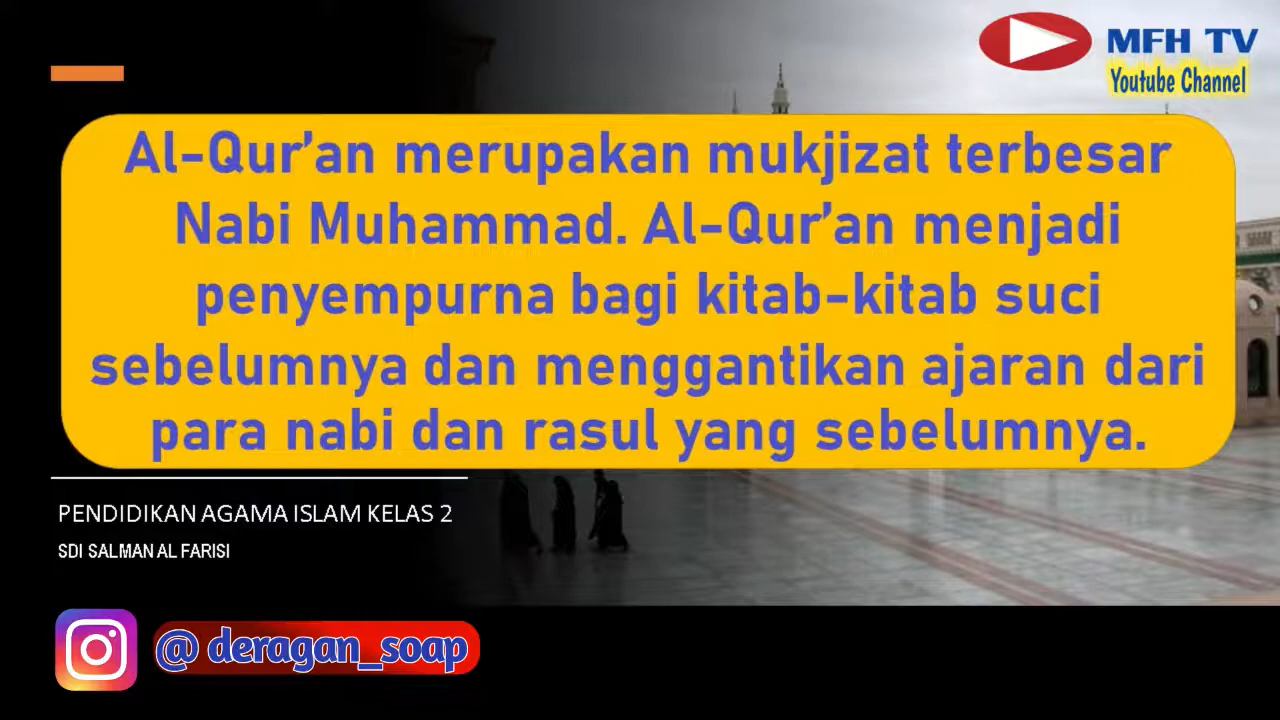 MFH TV
Youtube Channel
Al-Qur’an merupakan mukjizat terbesar
Nabi Muhammad. Al-Qur’an menjadi
penyempurna bagi kitab-kitab suci
sebelumnya dan menggantikan ajaran dari
para nabi dan rasul yang sebelumnya.
PENDIDIKAN AGAMA ISLAM KELAS 2
SDI SALMAN AL FARISI
@ deragan_soap